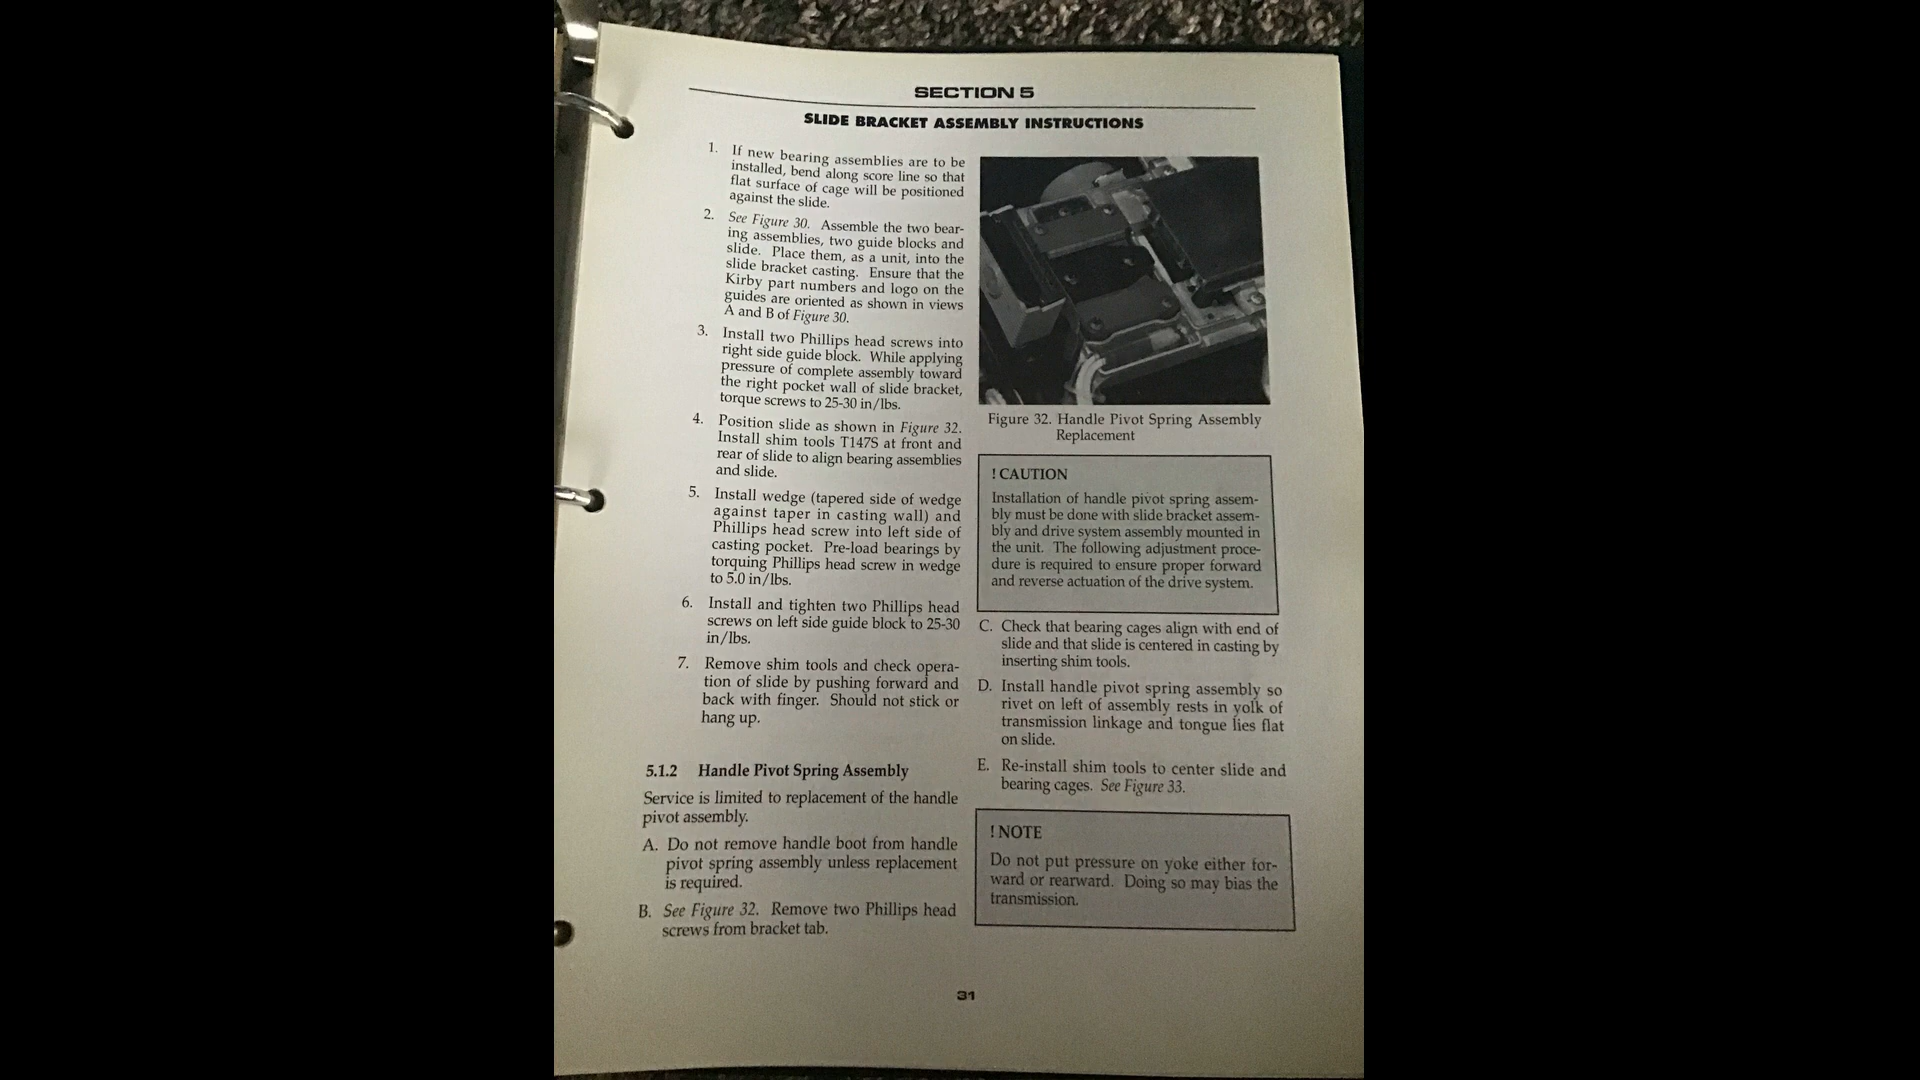 SECTION 5
SLIDE BRACKET ASSEMBLY INSTRUCTIONS
1. If new bearing assemblies are to be
installed, bend along score line so that
flat surface of cage will be positioned
against the slide.
2. See Figure 30. Assemble the two bear-
ing assemblies, two guide blocks and
slide. Place them, as a unit, into the
slide bracket casting. Ensure that the
Kirby part numbers and logo on the
guides are oriented as shown in views
A and B of Figure 30.
3. Install two Phillips head screws into
right side guide block. While applying
pressure of complete assembly toward
the right pocket wall of slide bracket,
torque screws to 25-30 in/lbs.
4. Position slide as shown in Figure 32.
Install shim tools T147S at front and
rear of slide to align bearing assemblies
and slide.
5. Install wedge (tapered side of wedge
against taper in casting wall) and
Phillips head screw into left side of
casting pocket. Pre-load bearings by
torquing Phillips head screw in wedge
to 5.0 in/lbs.
6. Install and tighten two Phillips head
screws on left side guide block to 25-30
in/lbs.
7. Remove shim tools and check opera-
tion of slide by pushing forward and
back with finger. Should not stick or
hang up.
5.1.2 Handle Pivot Spring Assembly
Service is limited to replacement of the handle
pivot assembly.
A. Do not remove handle boot from handle
pivot spring assembly unless replacement
is required.
B. See Figure 32. Remove two Phillips head
screws from bracket tab.
Figure 32. Handle Pivot Spring Assembly
Replacement
! CAUTION
Installation of handle pivot spring assem-
bly must be done with slide bracket assem-
bly and drive system assembly mounted in
the unit. The following adjustment proce-
dure is required to ensure proper forward
and reverse actuation of the drive system.
C. Check that bearing cages align with end of
slide and that slide is centered in casting by
inserting shim tools.
D. Install handle pivot spring assembly so
rivet on left of assembly rests in yolk of
transmission linkage and tongue lies flat
on slide.
E. Re-install shim tools to center slide and
bearing cages. See Figure 33.
! NOTE
Do not put pressure on yoke either for-
ward or rearward. Doing so may bias the
transmission.
31